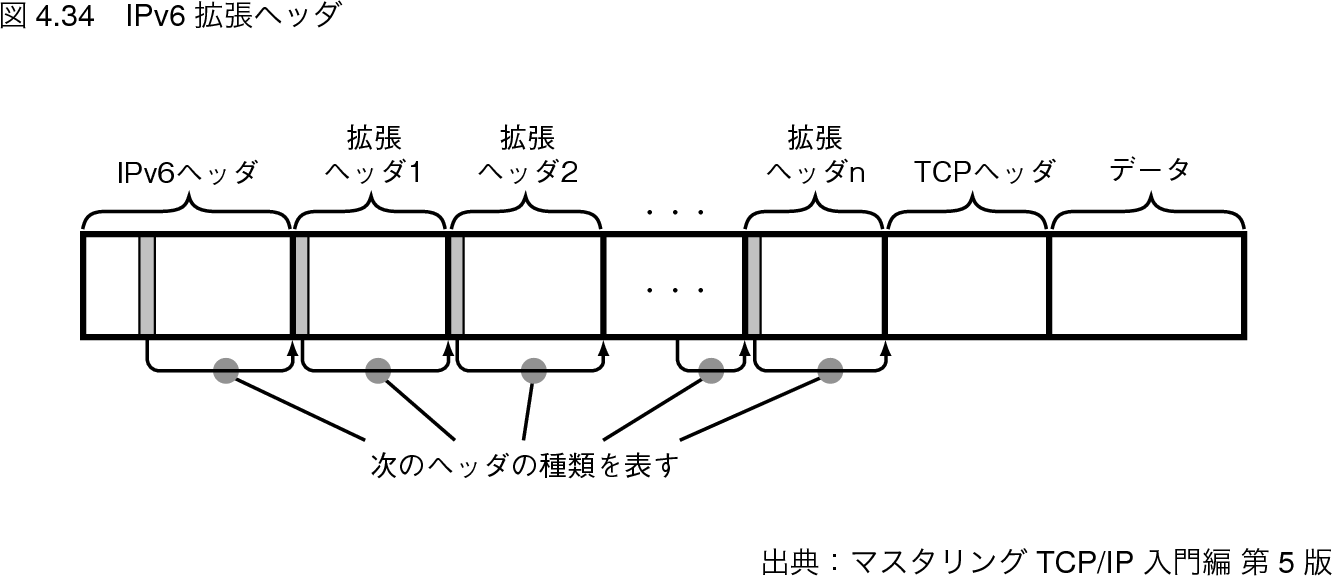 図 4.34　IPv6 拡張ヘッダ
IPv6ヘッダ
拡張
ヘッダ1
拡張
ヘッダ2
・・・
拡張
ヘッダn
TCPヘッダ
データ
・・・
次のヘッダの種類を表す
出典：マスタリング TCP/IP 入門編 第 5 版